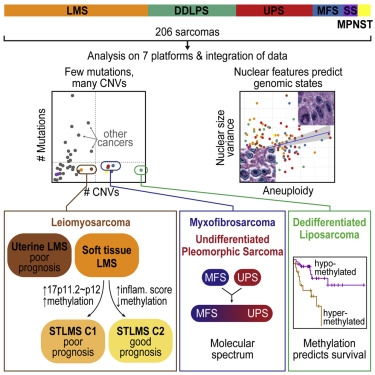 LMS DDLPS UPS MFS SS
MPNST
206 sarcomas
Analysis on 7 platforms & integration of data
Few mutations,
many CNVs
# Mutations
other
cancers
# CNVs
Nuclear features predict
genomic states
Nuclear size
variance
Aneuploidy
Leiomyosarcoma
Uterine LMS
poor
prognosis
Soft tissue
LMS
↑17p11.2~p12
↑methylation
↑inflam. score
↓methylation
STLMS C1
poor
prognosis
STLMS C2
good
prognosis
Myxofibrosarcoma
Undifferentiated
Pleomorphic Sarcoma
MFS UPS
MFS UPS
Molecular
spectrum
Dedifferentiated
Liposarcoma
hypo-
methylated
hyper-
methylated
Methylation
predicts survival